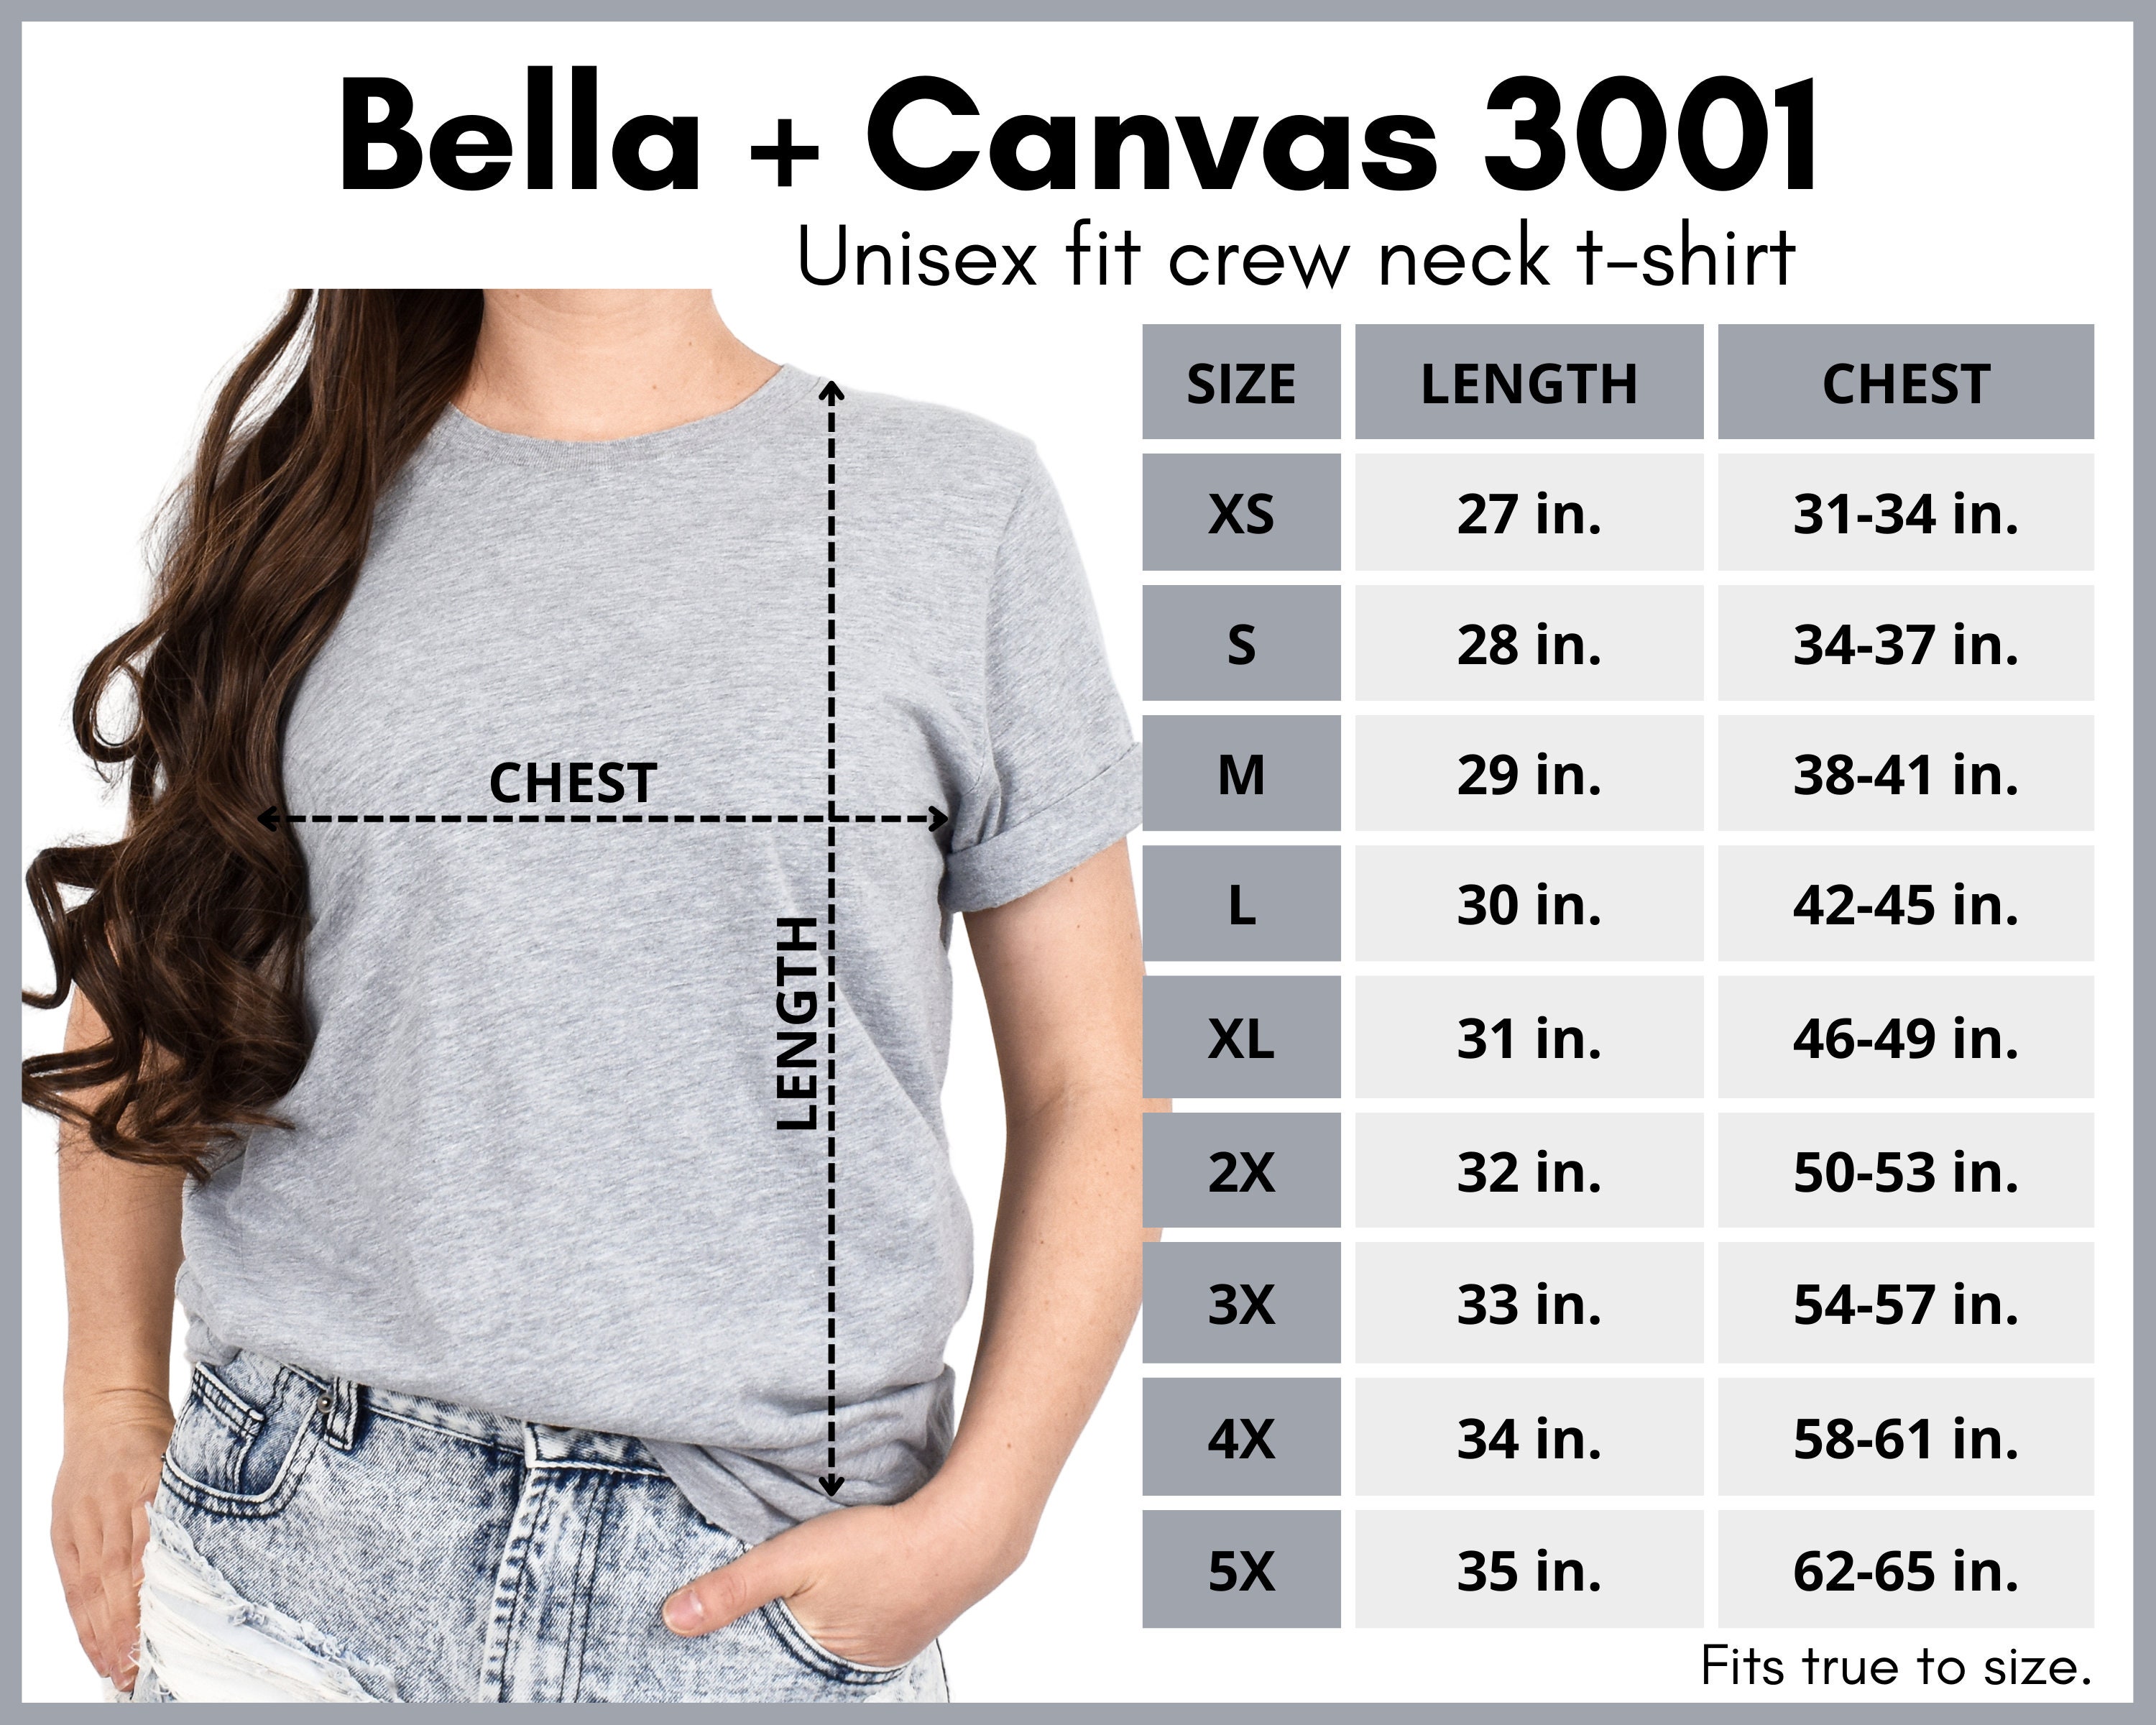 Bella + Canvas 3001
Unisex fit crew neck t-shirt
SIZE LENGTH CHEST
XS 27 in. 31-34 in.
S 28 in. 34-37 in.
M 29 in. 38-41 in.
L 30 in. 42-45 in.
XL 31 in. 46-49 in.
2X 32 in. 50-53 in.
3X 33 in. 54-57 in.
4X 34 in. 58-61 in.
5X 35 in. 62-65 in.
Fits true to size.
CHEST
LENGTH